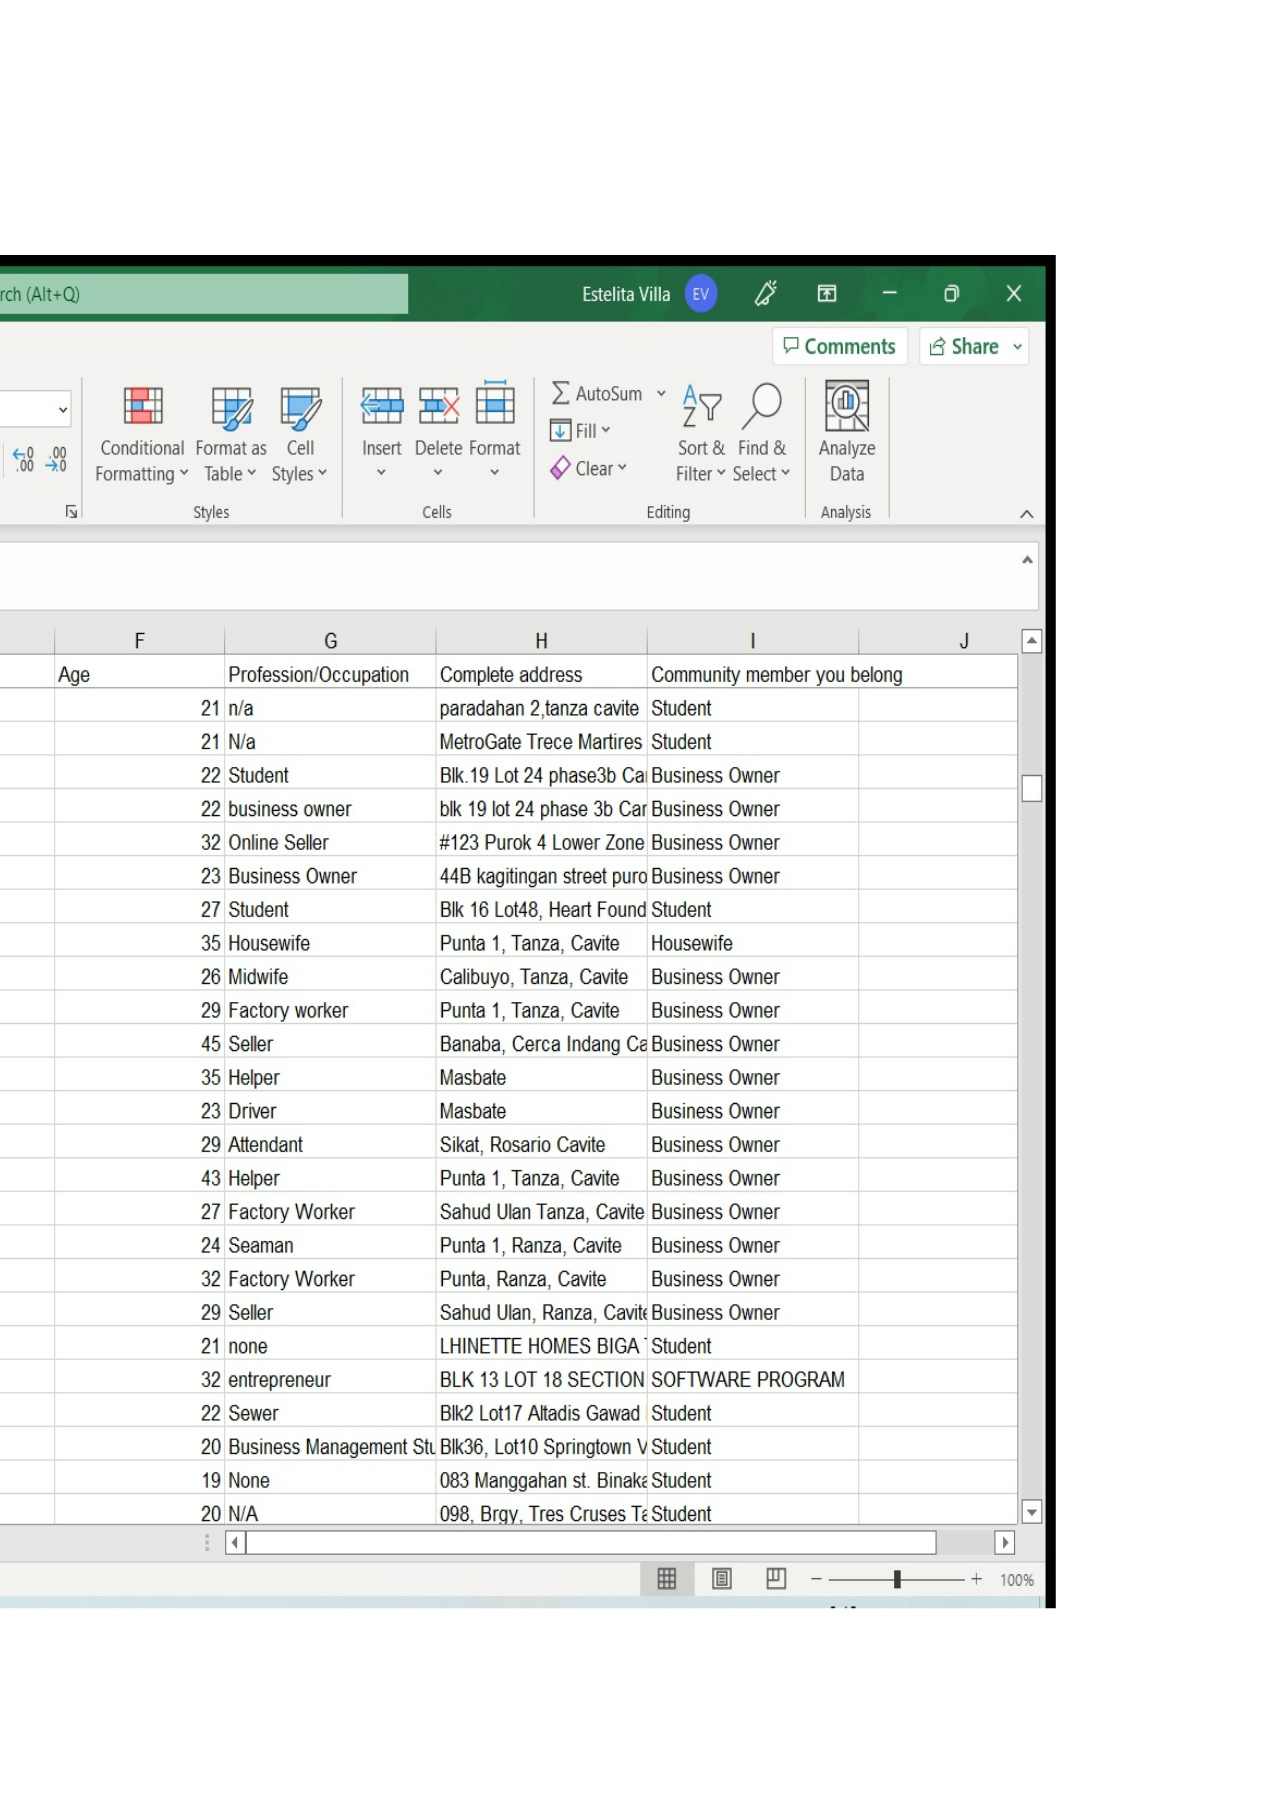 rch (Alt+Q) Estelita Villa EV
Comments Share
AutoSum
Fill
Clear
Conditional Formatting Format as Table Cell Styles Insert Delete Format Sort & Filter Find & Select Analyze Data
Styles Cells Editing Analysis
F G H I J
Age Profession/Occupation Complete address Community member you belong
21 n/a paradahan 2,tanza cavite Student
21 N/a MetroGate Trece Martires Student
22 Student Blk.19 Lot 24 phase3b Ca Business Owner
22 business owner blk 19 lot 24 phase 3b Car Business Owner
32 Online Seller #123 Purok 4 Lower Zone Business Owner
23 Business Owner 44B kagitingan street puro Business Owner
27 Student Blk 16 Lot48, Heart Found Student
35 Housewife Punta 1, Tanza, Cavite Housewife
26 Midwife Calibuyo, Tanza, Cavite Business Owner
29 Factory worker Punta 1, Tanza, Cavite Business Owner
45 Seller Banaba, Cerca Indang Ca Business Owner
35 Helper Masbate Business Owner
23 Driver Masbate Business Owner
29 Attendant Sikat, Rosario Cavite Business Owner
43 Helper Punta 1, Tanza, Cavite Business Owner
27 Factory Worker Sahud Ulan Tanza, Cavite Business Owner
24 Seaman Punta 1, Ranza, Cavite Business Owner
32 Factory Worker Punta, Ranza, Cavite Business Owner
29 Seller Sahud Ulan, Ranza, Cavite Business Owner
21 none LHINETTE HOMES BIGA Student
32 entrepreneur BLK 13 LOT 18 SECTION SOFTWARE PROGRAM
22 Sewer Blk2 Lot17 Altadis Gawad Student
20 Business Management Stu Blk36, Lot10 Springtown V Student
19 None 083 Manggahan st. Binaka Student
20 N/A 098, Brgy, Tres Cruses Ta Student
100%